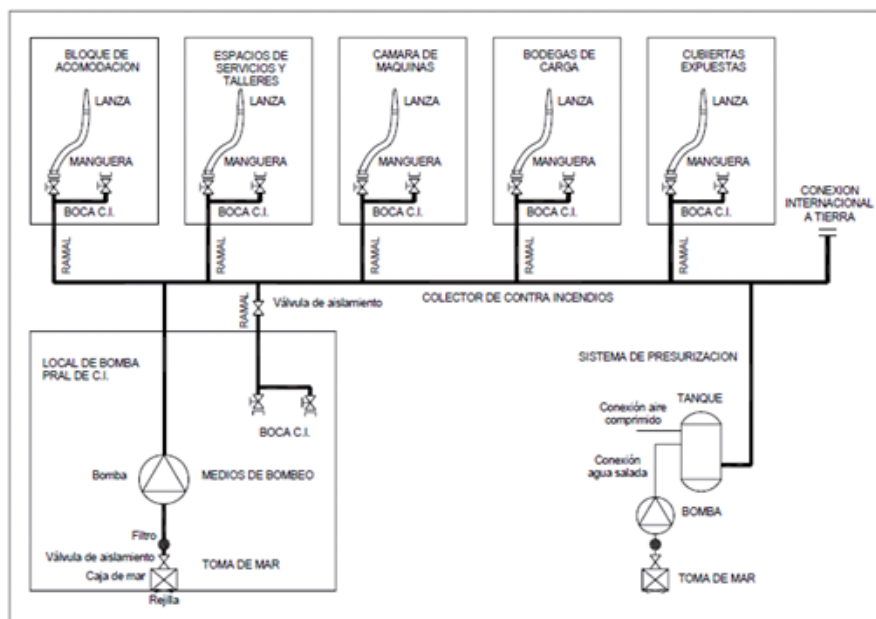 BLOQUE DE
ACOMODACION
LANZA
MANGUERA
BOCA C.I.
RAMAL
ESPACIOS DE
SERVICIOS Y
TALLERES
LANZA
MANGUERA
BOCA C.I.
RAMAL
CAMARA DE
MAQUINAS
LANZA
MANGUERA
BOCA C.I.
RAMAL
BODEGAS DE
CARGA
LANZA
MANGUERA
BOCA C.I.
RAMAL
CUBIERTAS
EXPUESTAS
LANZA
MANGUERA
BOCA C.I.
RAMAL
CONEXION
INTERNACIONAL
A TIERRA
COLECTOR DE CONTRA INCENDIOS
RAMAL
Válvula de aislamiento
LOCAL DE BOMBA
PRAL DE C.I.
BOCA C.I.
Bomba
MEDIOS DE BOMBEO
Filtro
Válvula de aislamiento
Caja de mar
TOMA DE MAR
Rejilla
SISTEMA DE PRESURIZACION
TANQUE
Conexión aire
comprimido
Conexión
agua salada
BOMBA
TOMA DE MAR